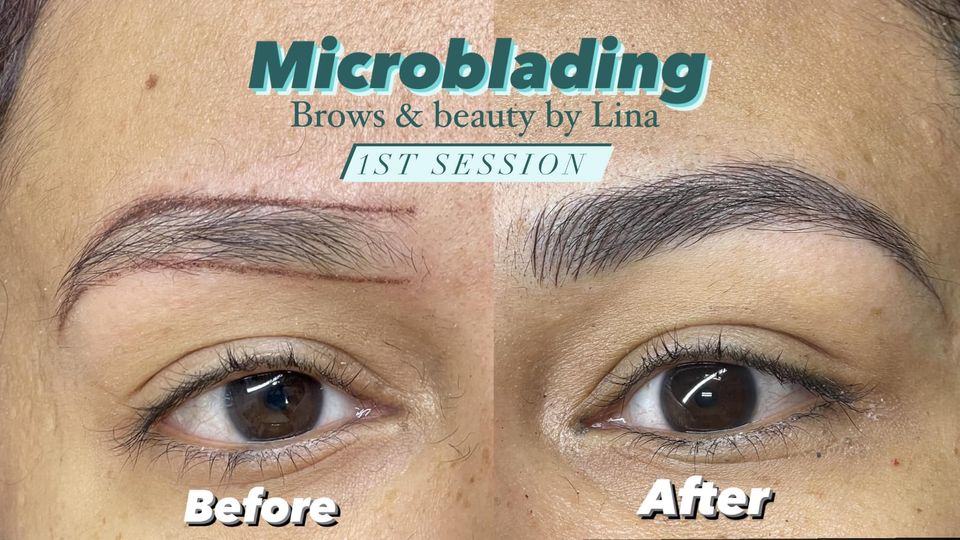 Microblading
Brows & beauty by Lina
1ST SESSION
Before
After